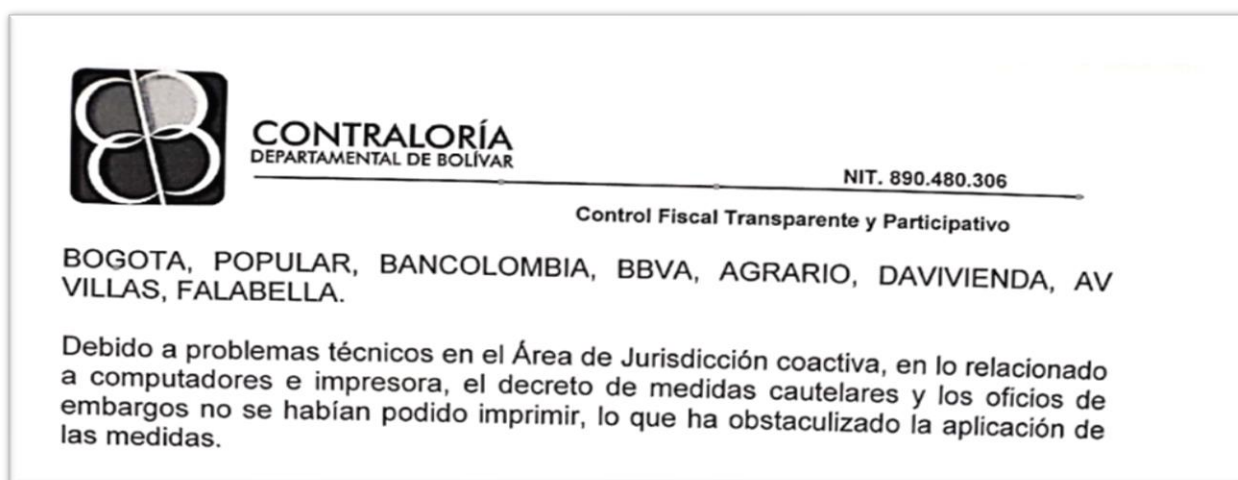 CONTRALORÍA
DEPARTAMENTAL DE BOLÍVAR
NIT. 890.480.306
Control Fiscal Transparente y Participativo
BOGOTA, POPULAR, BANCOLOMBIA, BBVA, AGRARIO, DAVIVIENDA, AV
VILLAS, FALABELLA.
Debido a problemas técnicos en el Área de Jurisdicción coactiva, en lo relacionado
a computadores e impresora, el decreto de medidas cautelares y los oficios de
embargos no se habían podido imprimir, lo que ha obstaculizado la aplicación de
las medidas.